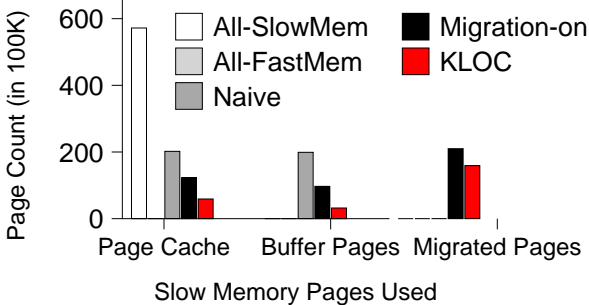 Page Count (in 100K)
600
400
200
0
All-SlowMem
All-FastMem
Naive
Migration-on
KLOC
Page Cache
Buffer Pages
Migrated Pages
Slow Memory Pages Used